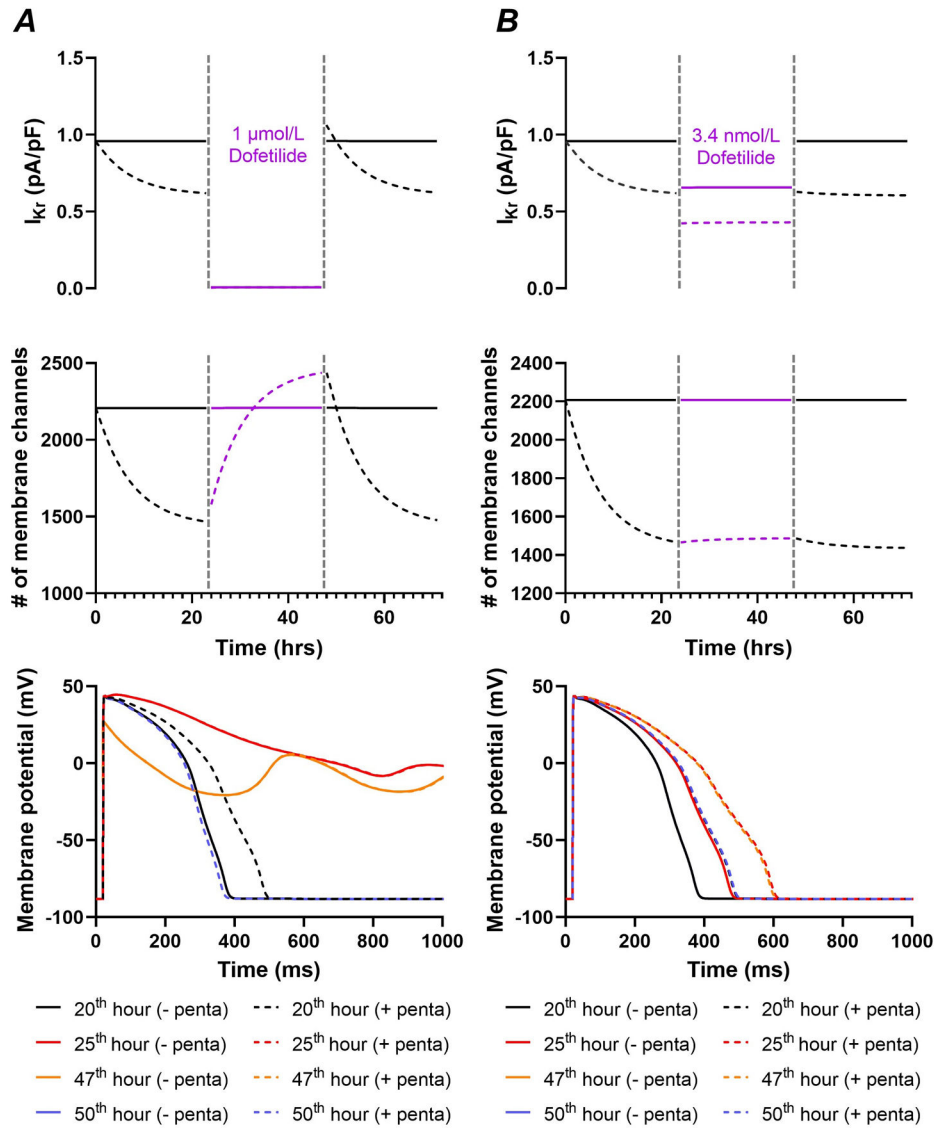 A
B
1.5
1.0
0.5
0.0
I_Kr (pA/pF)
1 µmol/L
Dofetilide
1.5
1.0
0.5
0.0
I_Kr (pA/pF)
3.4 nmol/L
Dofetilide
2500
2000
1500
1000
# of membrane channels
0 20 40 60
Time (hrs)
2400
2200
2000
1800
1600
1400
1200
# of membrane channels
0 20 40 60
Time (hrs)
50
0
-50
-100
Membrane potential (mV)
0 200 400 600 800 1000
Time (ms)
50
0
-50
-100
Membrane potential (mV)
0 200 400 600 800 1000
Time (ms)
20th hour (- penta) 20th hour (+ penta)
25th hour (- penta) 25th hour (+ penta)
47th hour (- penta) 47th hour (+ penta)
50th hour (- penta) 50th hour (+ penta)
20th hour (- penta) 20th hour (+ penta)
25th hour (- penta) 25th hour (+ penta)
47th hour (- penta) 47th hour (+ penta)
50th hour (- penta) 50th hour (+ penta)